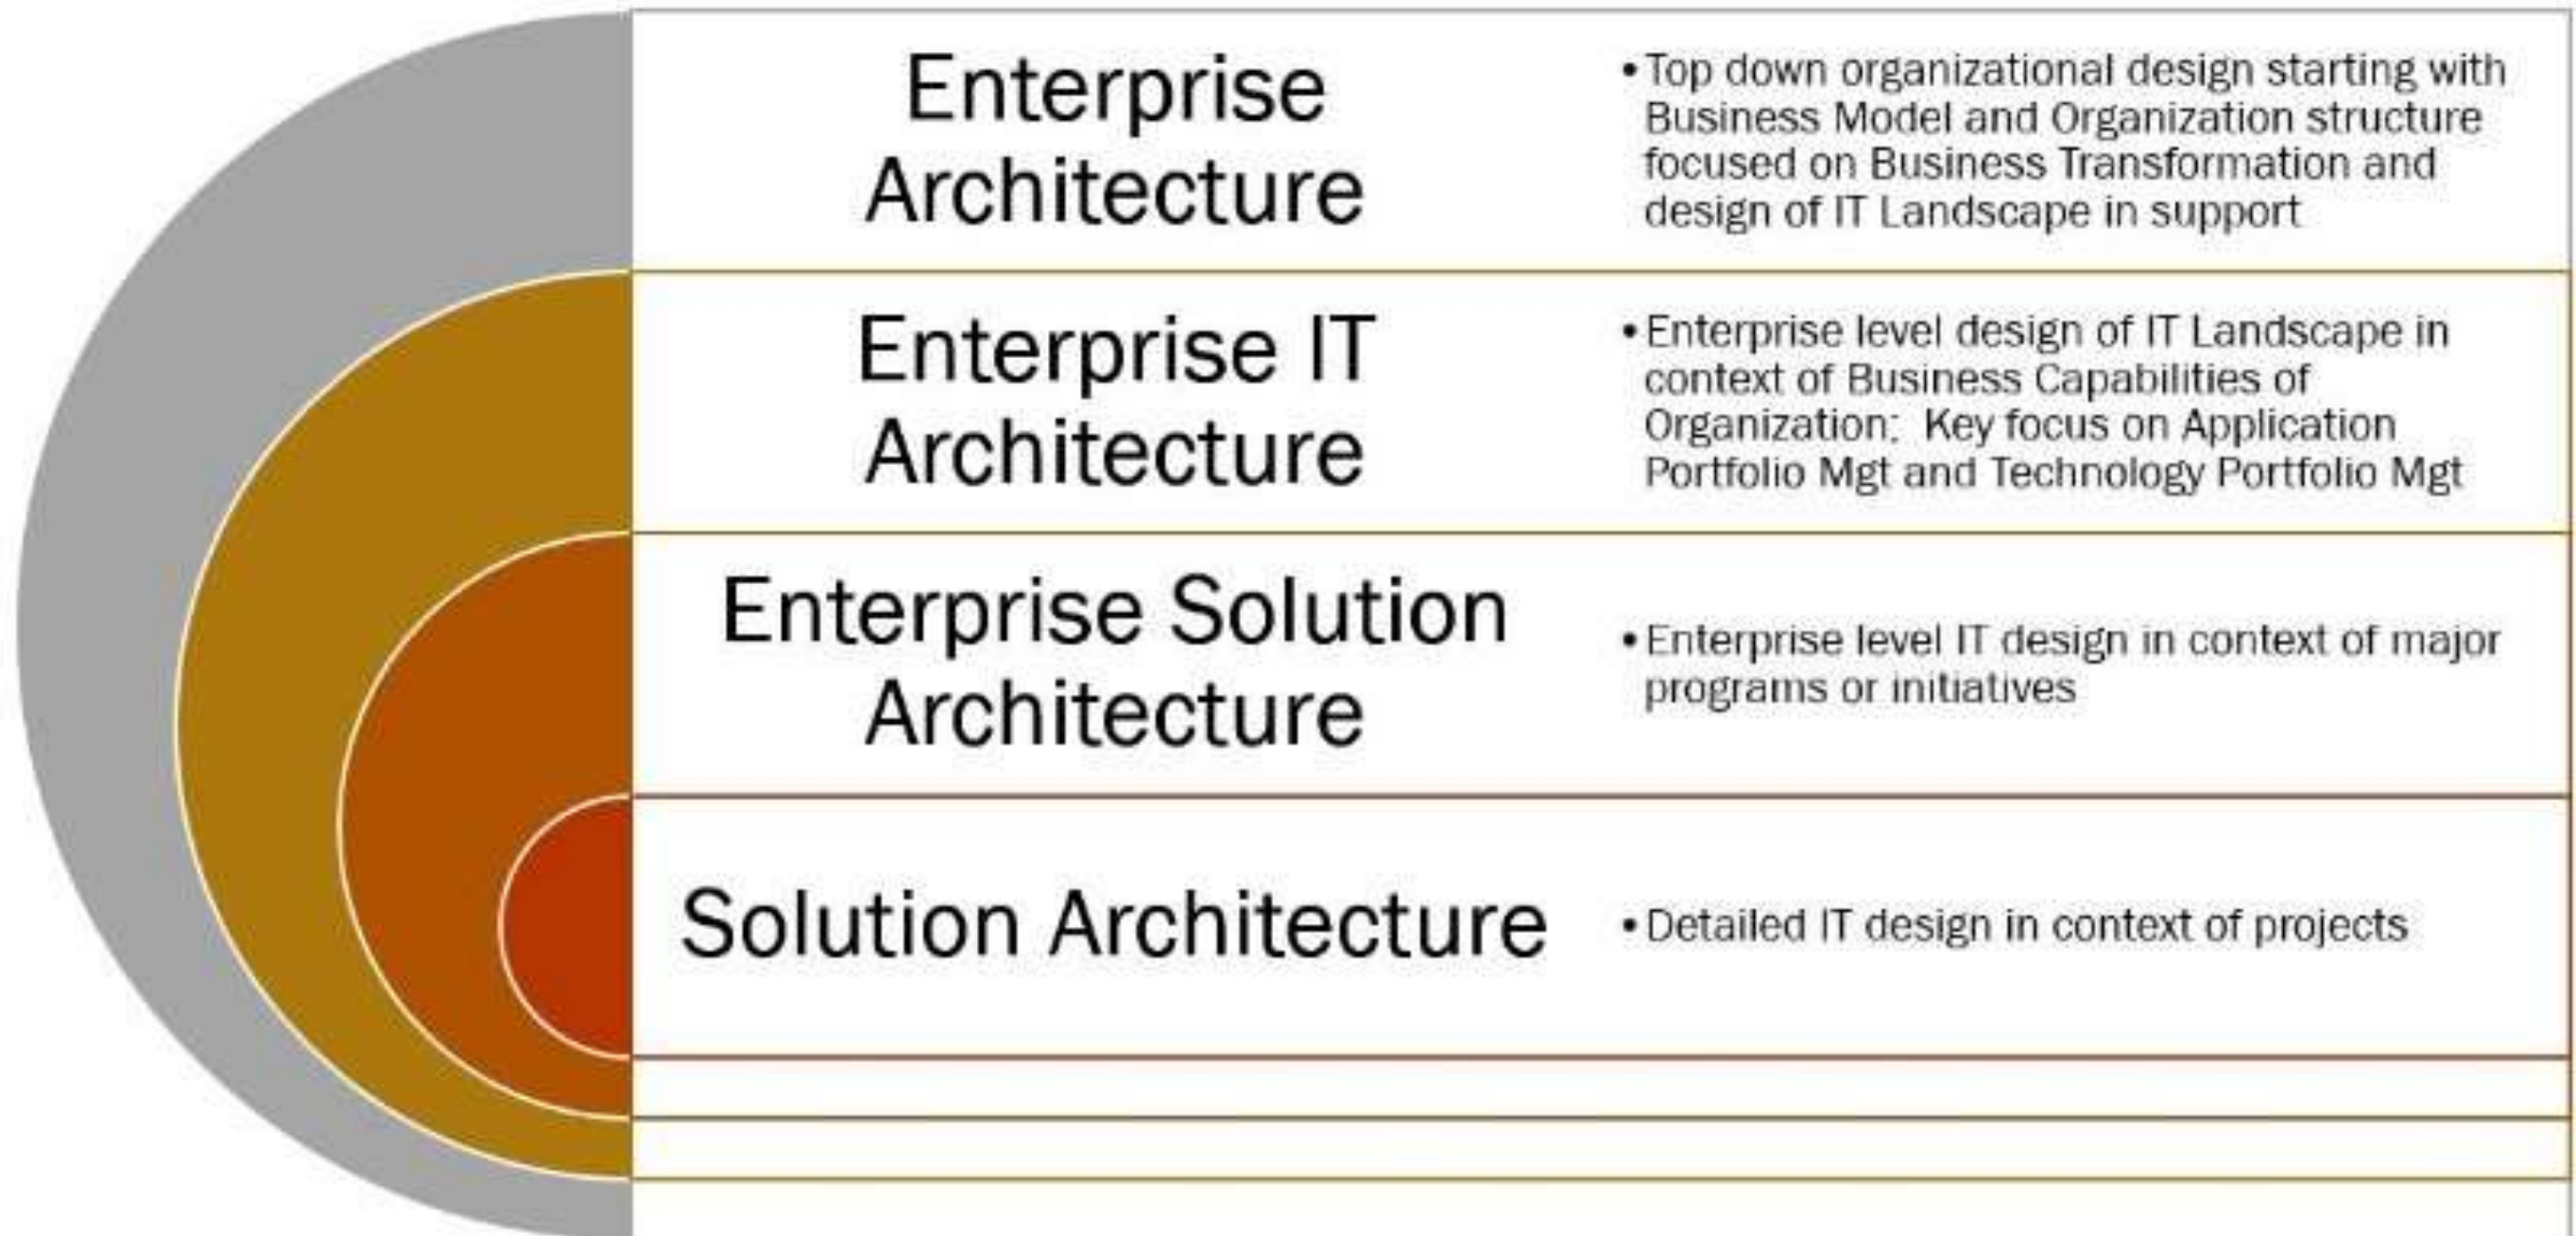 Enterprise
Architecture
•Top down organizational design starting with
Business Model and Organization structure
focused on Business Transformation and
design of IT Landscape in support
Enterprise IT
Architecture
•Enterprise level design of IT Landscape in
context of Business Capabilities of
Organization:  Key focus on Application
Portfolio Mgt and Technology Portfolio Mgt
Enterprise Solution
Architecture
•Enterprise level IT design in context of major
programs or initiatives
Solution Architecture
•Detailed IT design in context of projects